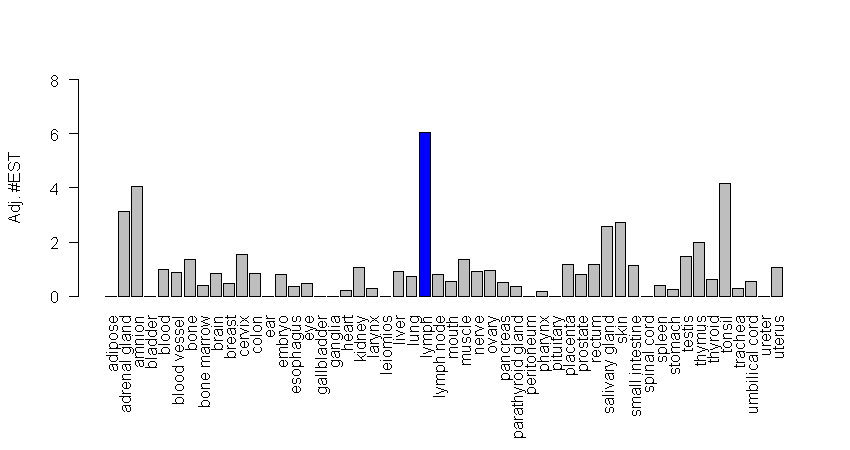 Adj. #EST
8
6
4
2
0
adipose
adrenal gland
amnion
bladder
blood
blood vessel
bone
bone marrow
brain
breast
cervix
colon
ear
embryo
esophagus
eye
gallbladder
ganglia
heart
kidney
larynx
leiomios
liver
lung
lymph
lymph node
mouth
muscle
nerve
ovary
pancreas
parathyroid gland
peritoneum
pharynx
pituitary
placenta
prostate
rectum
salivary gland
skin
small intestine
spinal cord
spleen
stomach
testis
thymus
thyroid
tonsil
trachea
umbilical cord
ureter
uterus